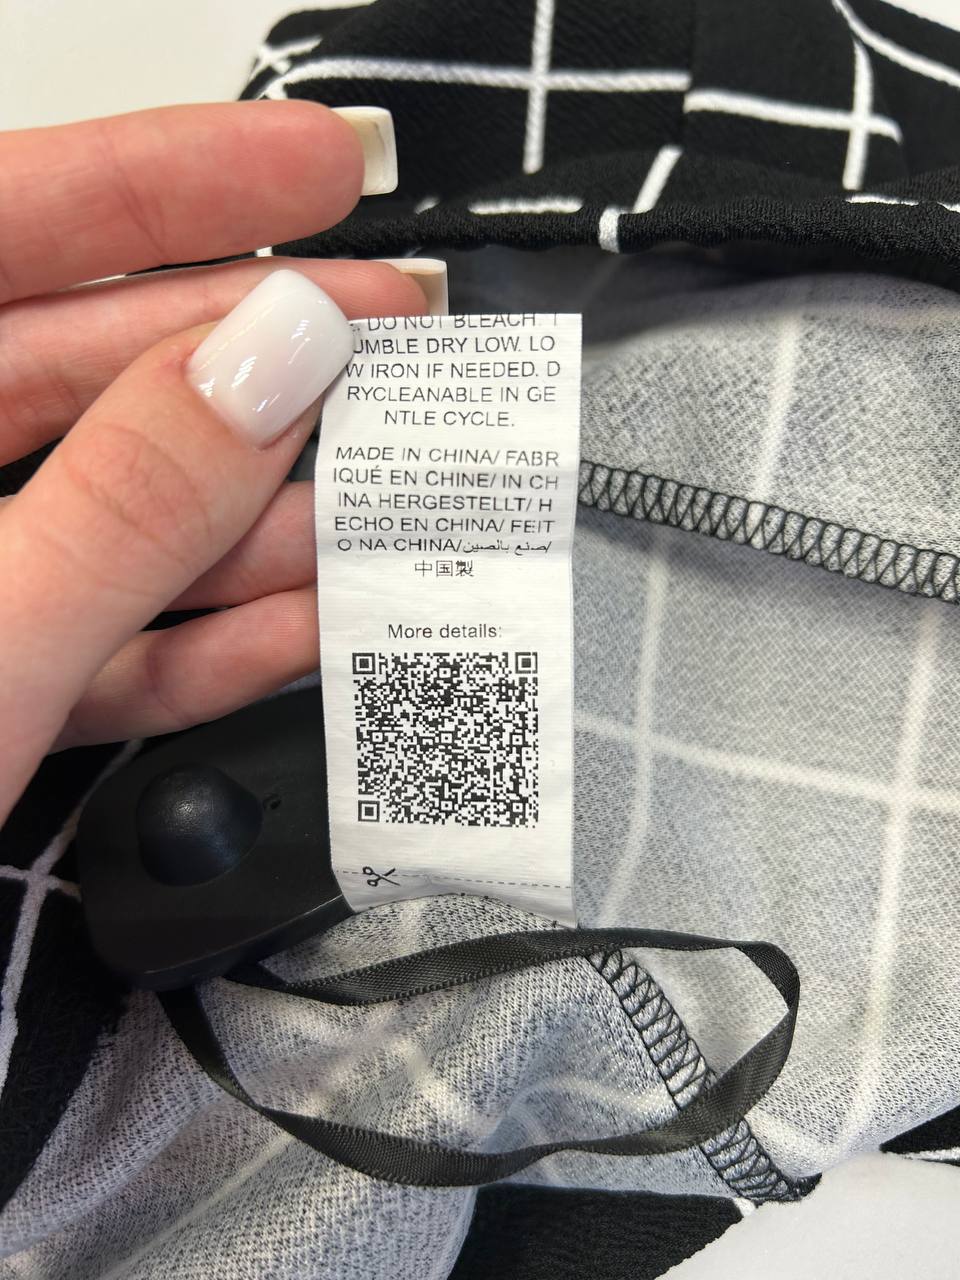 . DO NOT BLEACH. T
UMBLE DRY LOW. LO
W IRON IF NEEDED. D
RYCLEANABLE IN GE
NTLE CYCLE.
MADE IN CHINA/ FABR
IQUÉ EN CHINE/ IN CH
INA HERGESTELLT/ H
ECHO EN CHINA/ FEIT
O NA CHINA/صنع بالصين/
中国製
More details: